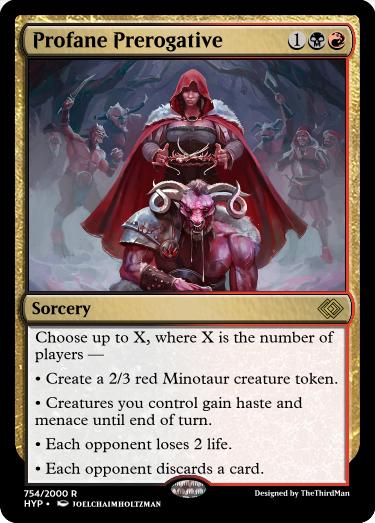 Profane Prerogative 1
Sorcery
Choose up to X, where X is the number of
players —
• Create a 2/3 red Minotaur creature token.
• Creatures you control gain haste and
menace until end of turn.
• Each opponent loses 2 life.
• Each opponent discards a card.
754/2000 R
Designed by TheThirdMan
HYP • JOELCHAIMHOLTZMAN